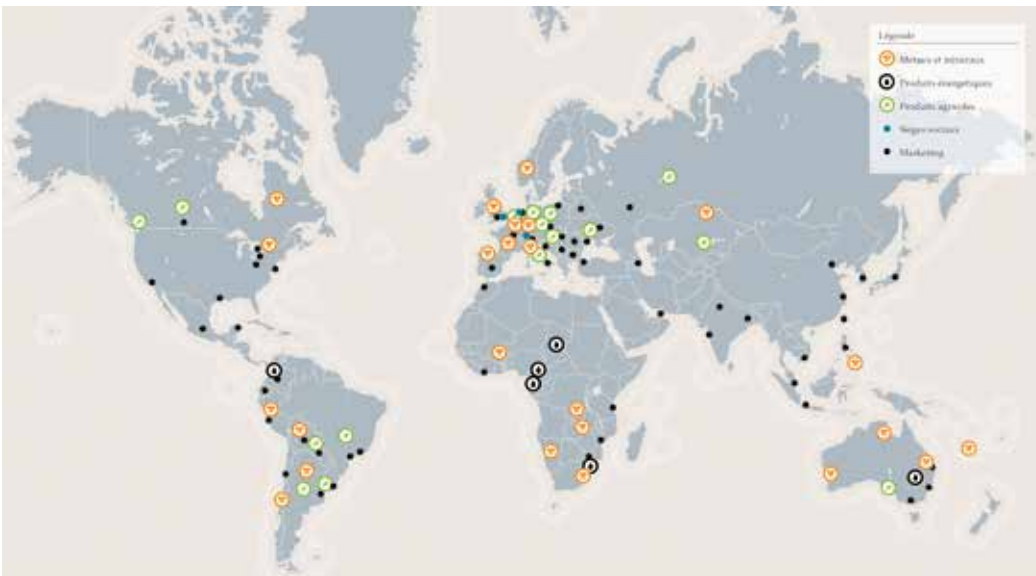 Légende
Métaux et minéraux
Produits énergétiques
Produits agricoles
Sièges sociaux
Marketing